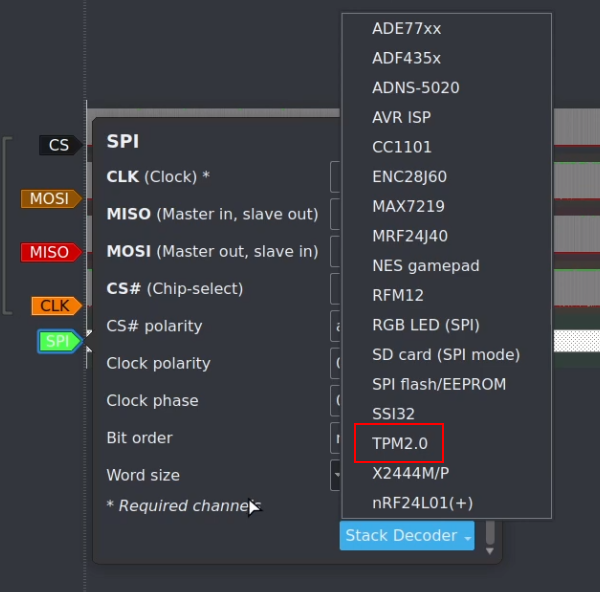 CS
MOSI
MISO
CLK
SPI
SPI
CLK (Clock) *
MISO (Master in, slave out)
MOSI (Master out, slave in)
CS# (Chip-select)
CS# polarity
Clock polarity
Clock phase
Bit order
Word size
* Required channels
ADE77xx
ADF435x
ADNS-5020
AVR ISP
CC1101
ENC28J60
MAX7219
MRF24J40
NES gamepad
RFM12
RGB LED (SPI)
SD card (SPI mode)
SPI flash/EEPROM
SSI32
TPM2.0
X2444M/P
nRF24L01(+)
Stack Decoder